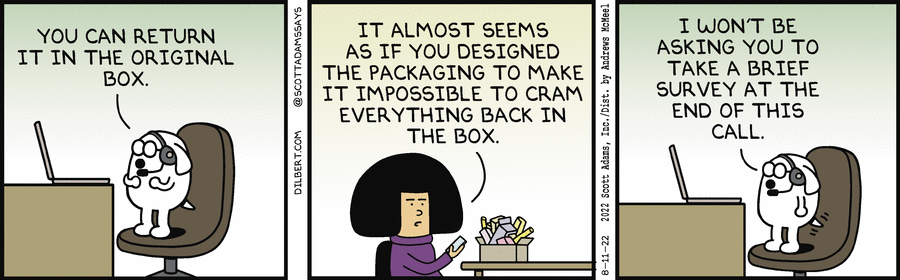 YOU CAN RETURN
IT IN THE ORIGINAL
BOX.
DILBERT.COM @SCOTTADAMSSAYS
IT ALMOST SEEMS
AS IF YOU DESIGNED
THE PACKAGING TO MAKE
IT IMPOSSIBLE TO CRAM
EVERYTHING BACK IN
THE BOX.
8-11-22 2022 Scott Adams, Inc./Dist. by Andrews McMeel
I WON'T BE
ASKING YOU TO
TAKE A BRIEF
SURVEY AT THE
END OF THIS
CALL.